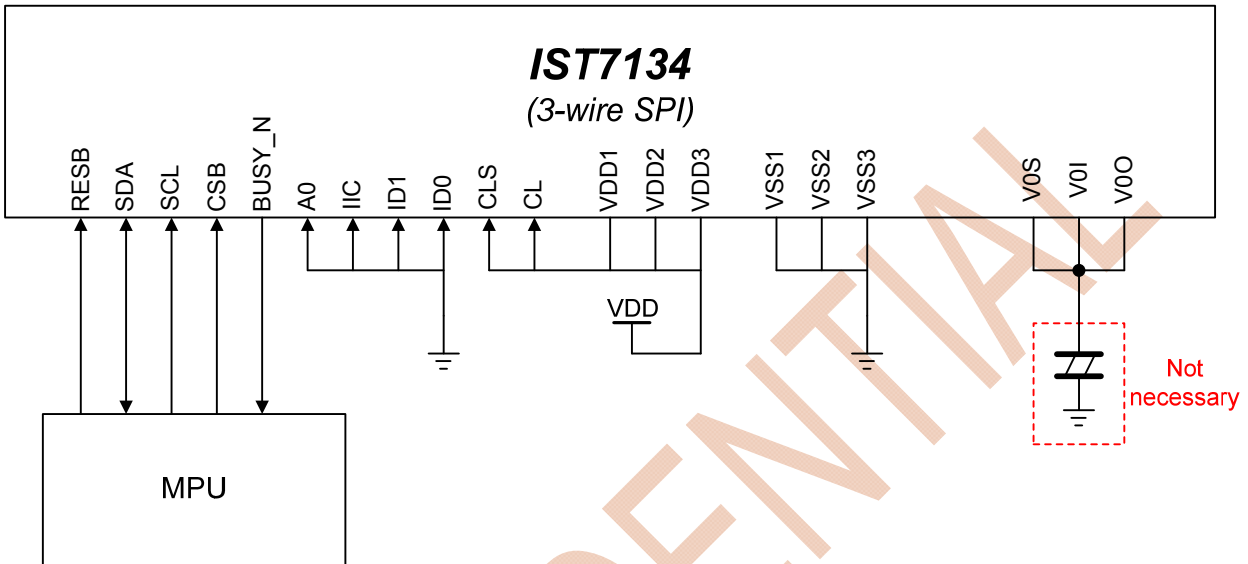 IST7134
(3-wire SPI)
RESB
SDA
SCL
CSB
BUSY_N
A0
IIC
ID1
ID0
CLS
CL
VDD1
VDD2
VDD3
VSS1
VSS2
VSS3
V0S
V0I
V0O
VDD
Not
necessary
MPU
ENTIAL